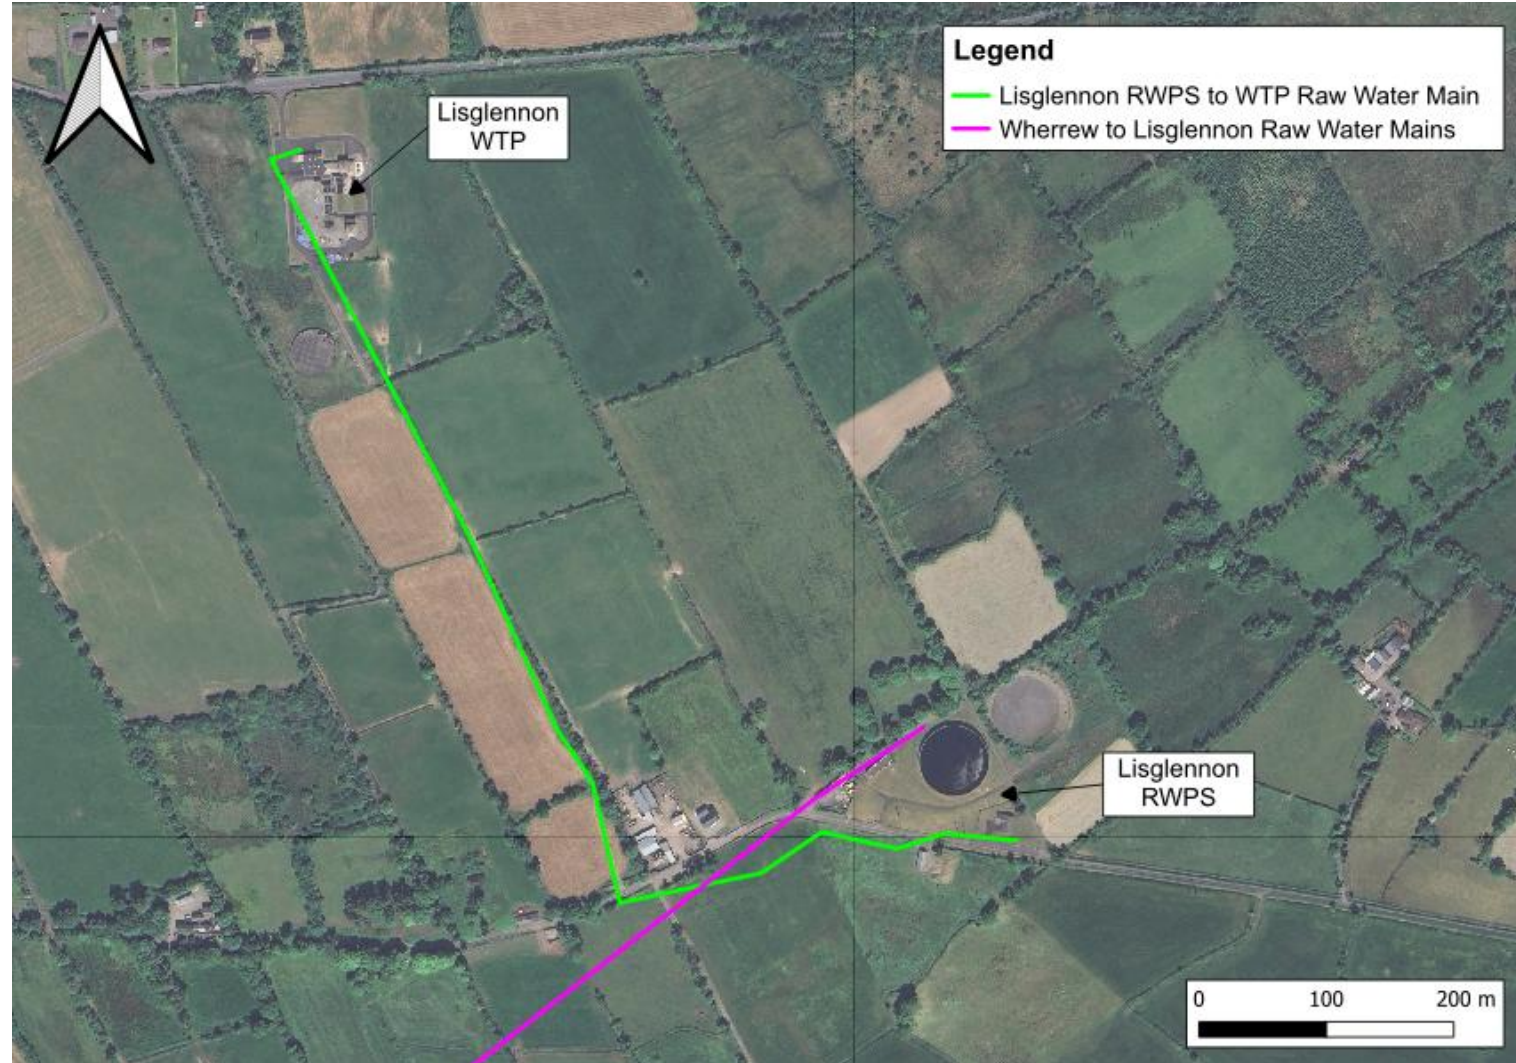 Legend
Lisglennon RWPS to WTP Raw Water Main
Wherrew to Lisglennon Raw Water Mains
Lisglennon
WTP
Lisglennon
RWPS
0 100 200 m